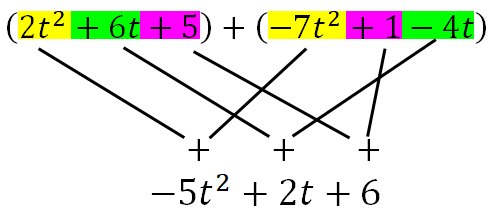 (2t² + 6t + 5) + (−7t² + 1 − 4t)
+ + +
−5t² + 2t + 6